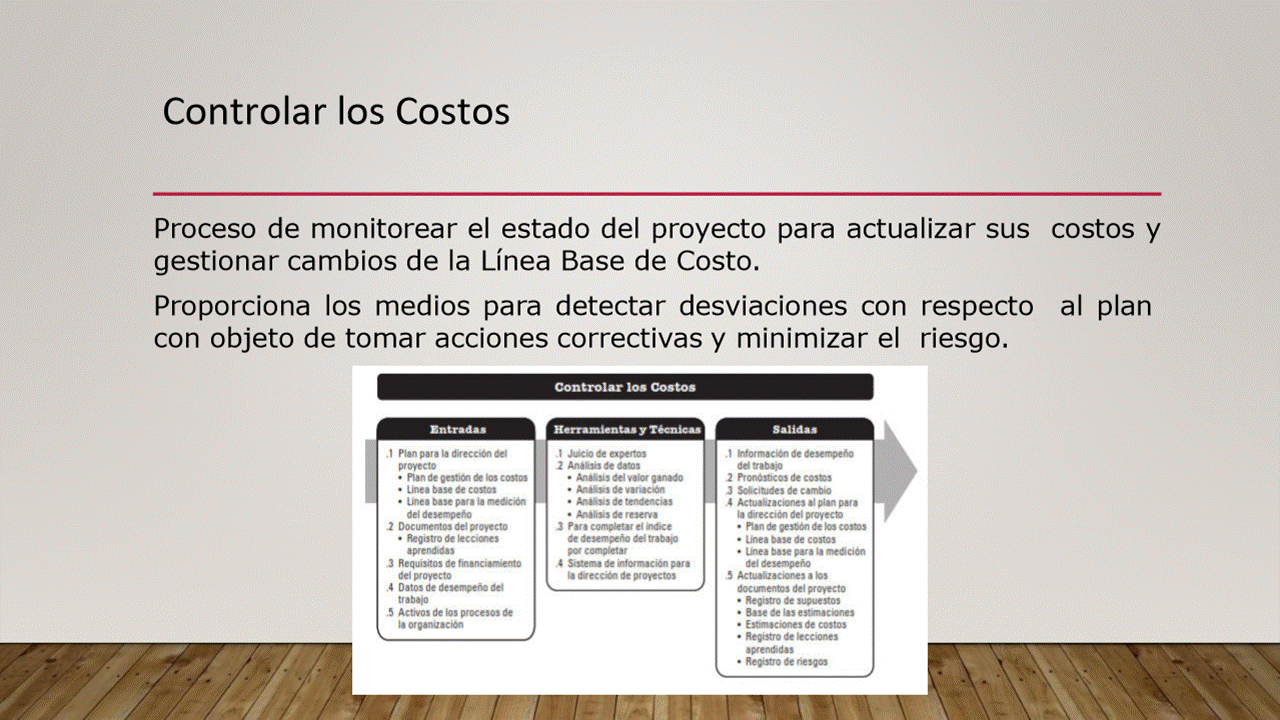 Controlar los Costos
Proceso de monitorear el estado del proyecto para actualizar sus costos y
gestionar cambios de la Línea Base de Costo.
Proporciona los medios para detectar desviaciones con respecto al plan
con objeto de tomar acciones correctivas y minimizar el riesgo.
Controlar los Costos
Entradas
.1 Plan para la dirección del
proyecto
• Plan de gestión de los costos
• Línea base de costos
• Línea base para la medición
del desempeño
.2 Documentos del proyecto
• Registro de lecciones
aprendidas
.3 Requisitos de financiamiento
del proyecto
.4 Datos de desempeño del
trabajo
.5 Activos de los procesos de
la organización
Herramientas y Técnicas
.1 Juicio de expertos
.2 Análisis de datos
• Análisis del valor ganado
• Análisis de variación
• Análisis de tendencias
• Análisis de reserva
.3 Para completar el índice
de desempeño del trabajo
por completar
.4 Sistema de información para
la dirección de proyectos
Salidas
.1 Información de desempeño
del trabajo
.2 Pronósticos de costos
.3 Solicitudes de cambio
.4 Actualizaciones al plan para
la dirección del proyecto
• Plan de gestión de los costos
• Línea base de costos
• Línea base para la medición
del desempeño
.5 Actualizaciones a los
documentos del proyecto
• Registro de supuestos
• Base de las estimaciones
• Estimaciones de costos
• Registro de lecciones
aprendidas
• Registro de riesgos